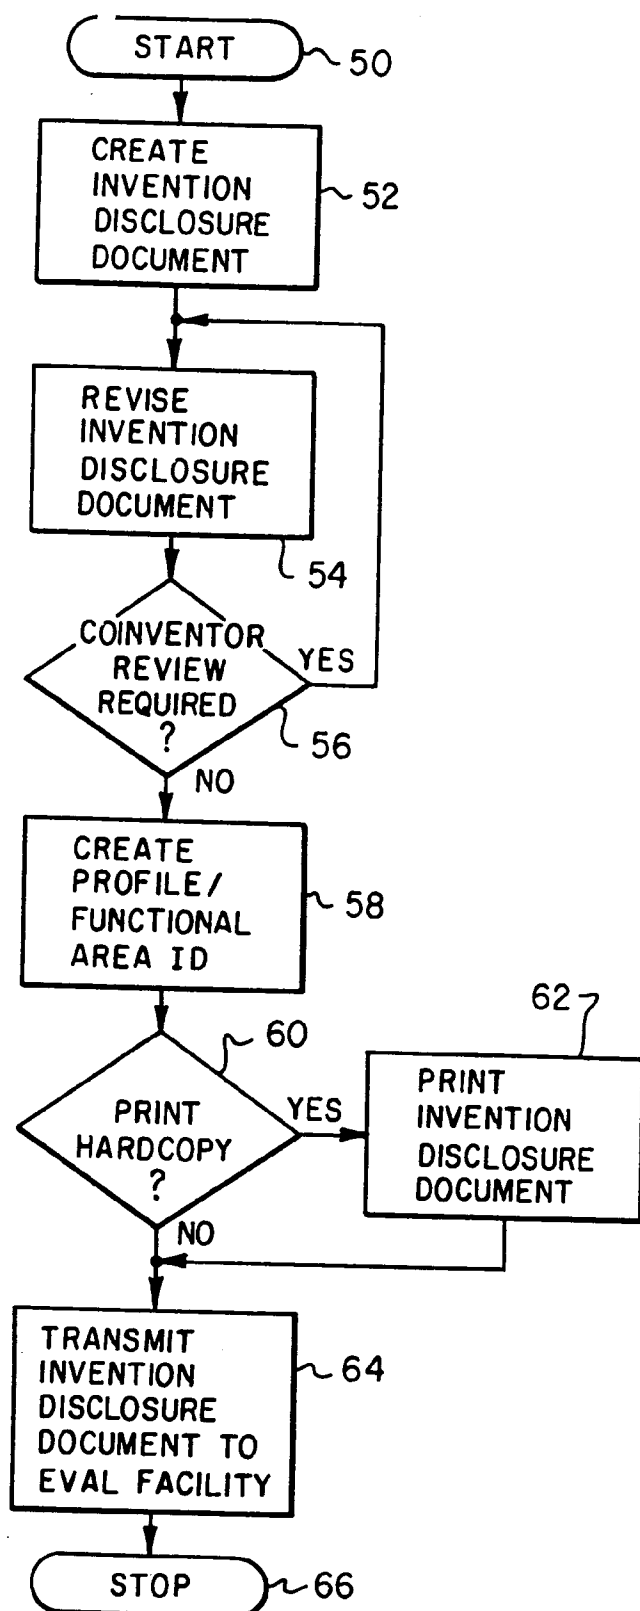 START
50
CREATE
INVENTION
DISCLOSURE
DOCUMENT
52
REVISE
INVENTION
DISCLOSURE
DOCUMENT
54
COINVENTOR
REVIEW
REQUIRED
?
YES
56
NO
CREATE
PROFILE/
FUNCTIONAL
AREA ID
58
60
PRINT
HARDCOPY
?
YES
62
PRINT
INVENTION
DISCLOSURE
DOCUMENT
NO
TRANSMIT
INVENTION
DISCLOSURE
DOCUMENT TO
EVAL FACILITY
64
STOP
66